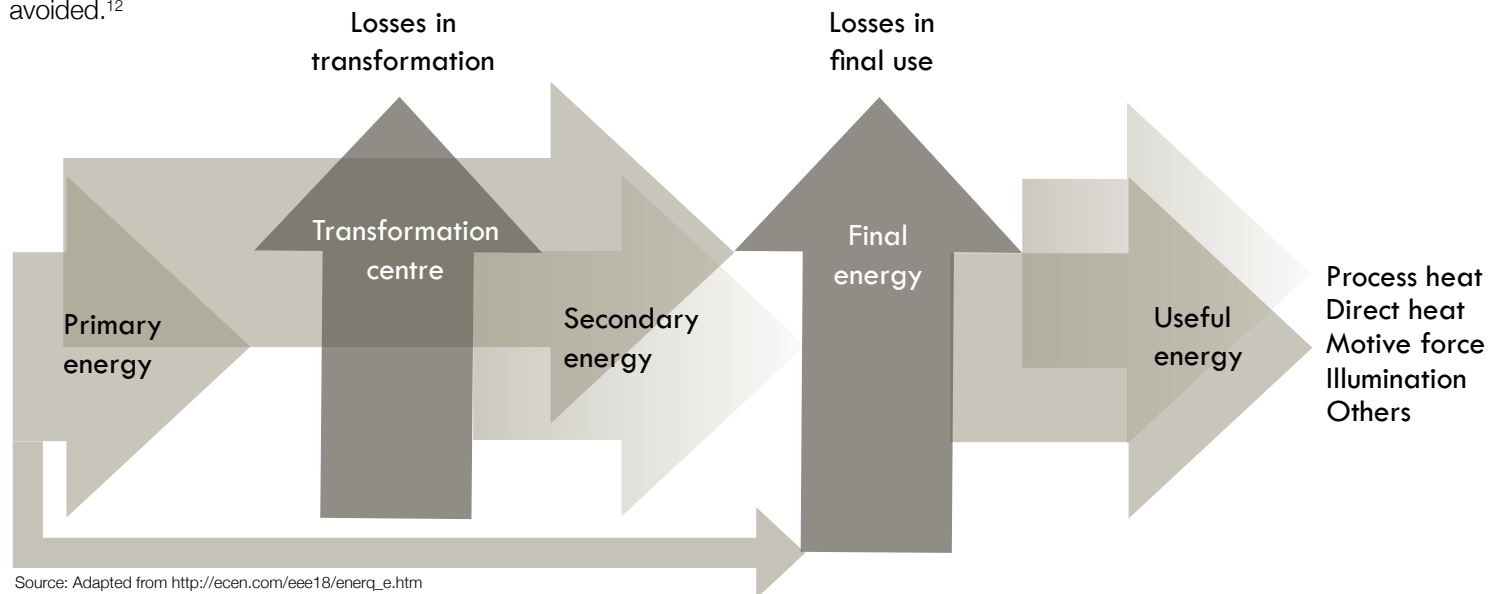 avoided.¹²
Losses in
transformation
Losses in
final use
Transformation
centre
Final
energy
Primary
energy
Secondary
energy
Useful
energy
Process heat
Direct heat
Motive force
Illumination
Others
Source: Adapted from http://ecen.com/eee18/enerq_e.htm